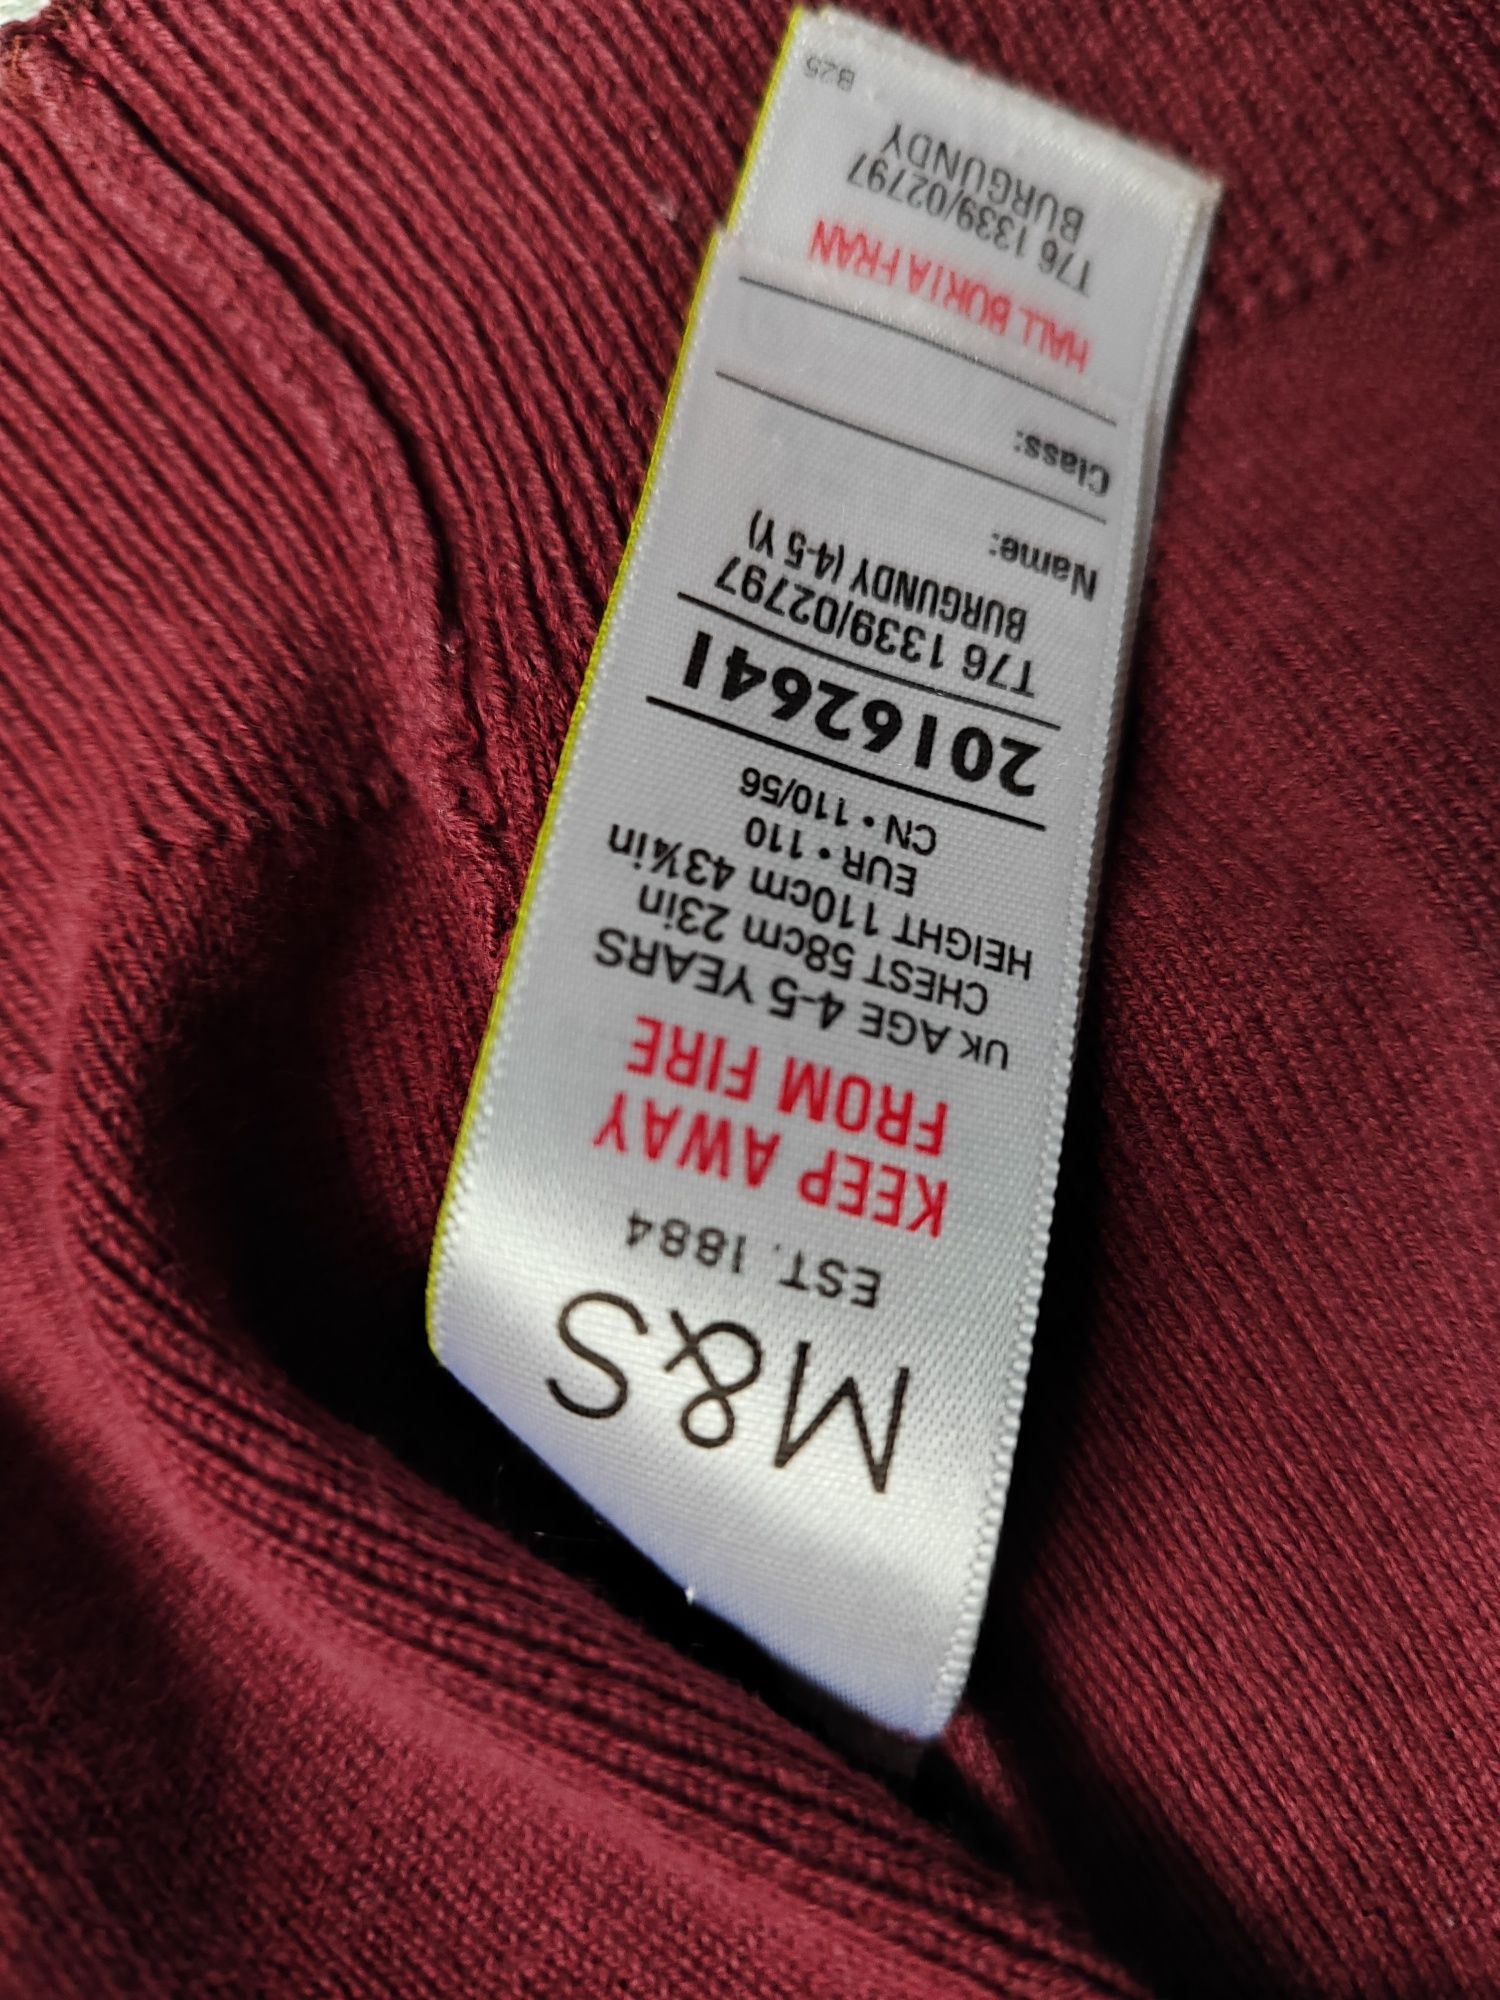 M&S
EST. 1884
KEEP AWAY
FROM FIRE
UK AGE 4-5 YEARS
CHEST 58cm 23in
HEIGHT 110cm 43¼in
EUR • 110
CN • 110/56
20162641
T76 1339/02797
BURGUNDY (4-5 Y)
Name:
Class:
HALL BORIA FRAN
T76 1339/02797
BURGUNDY
B25